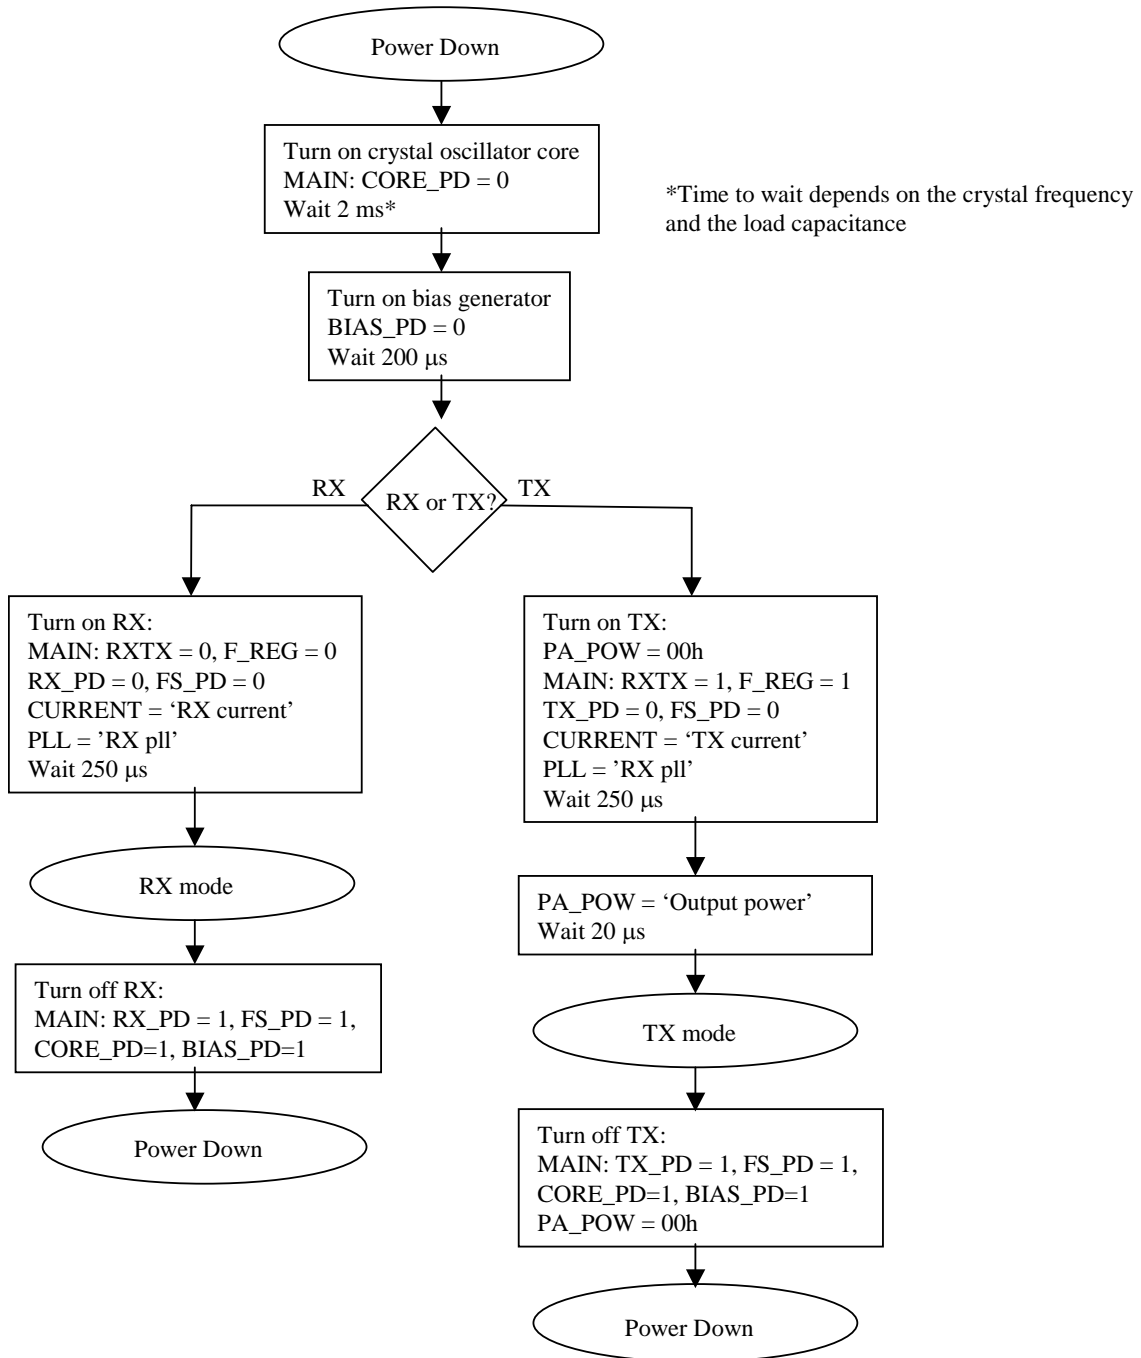 Power Down
Turn on crystal oscillator core
MAIN: CORE_PD = 0
Wait 2 ms*
*Time to wait depends on the crystal frequency
and the load capacitance
Turn on bias generator
BIAS_PD = 0
Wait 200 μs
RX
RX or TX?
TX
Turn on RX:
MAIN: RXTX = 0, F_REG = 0
RX_PD = 0, FS_PD = 0
CURRENT = ‘RX current’
PLL = ’RX pll’
Wait 250 μs
RX mode
Turn off RX:
MAIN: RX_PD = 1, FS_PD = 1,
CORE_PD=1, BIAS_PD=1
Power Down
Turn on TX:
PA_POW = 00h
MAIN: RXTX = 1, F_REG = 1
TX_PD = 0, FS_PD = 0
CURRENT = ‘TX current’
PLL = ’RX pll’
Wait 250 μs
PA_POW = ‘Output power’
Wait 20 μs
TX mode
Turn off TX:
MAIN: TX_PD = 1, FS_PD = 1,
CORE_PD=1, BIAS_PD=1
PA_POW = 00h
Power Down